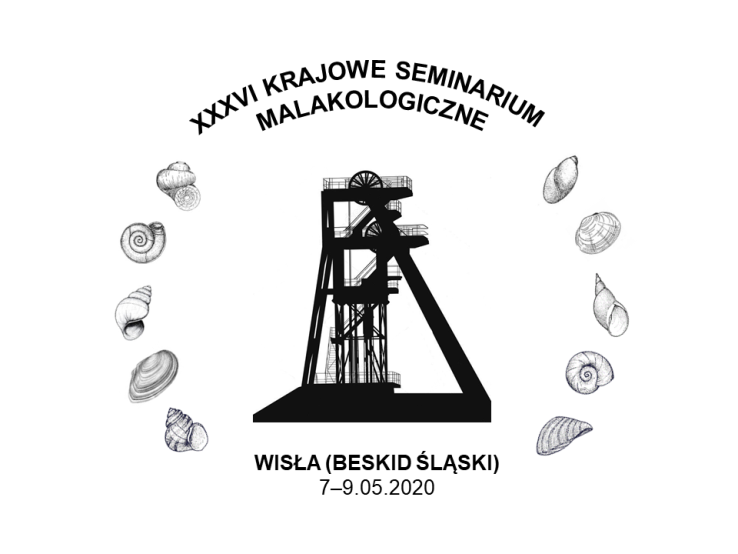 XXXVI KRAJOWE SEMINARIUM
MALAKOLOGICZNE
WISŁA (BESKID ŚLĄSKI)
7–9.05.2020